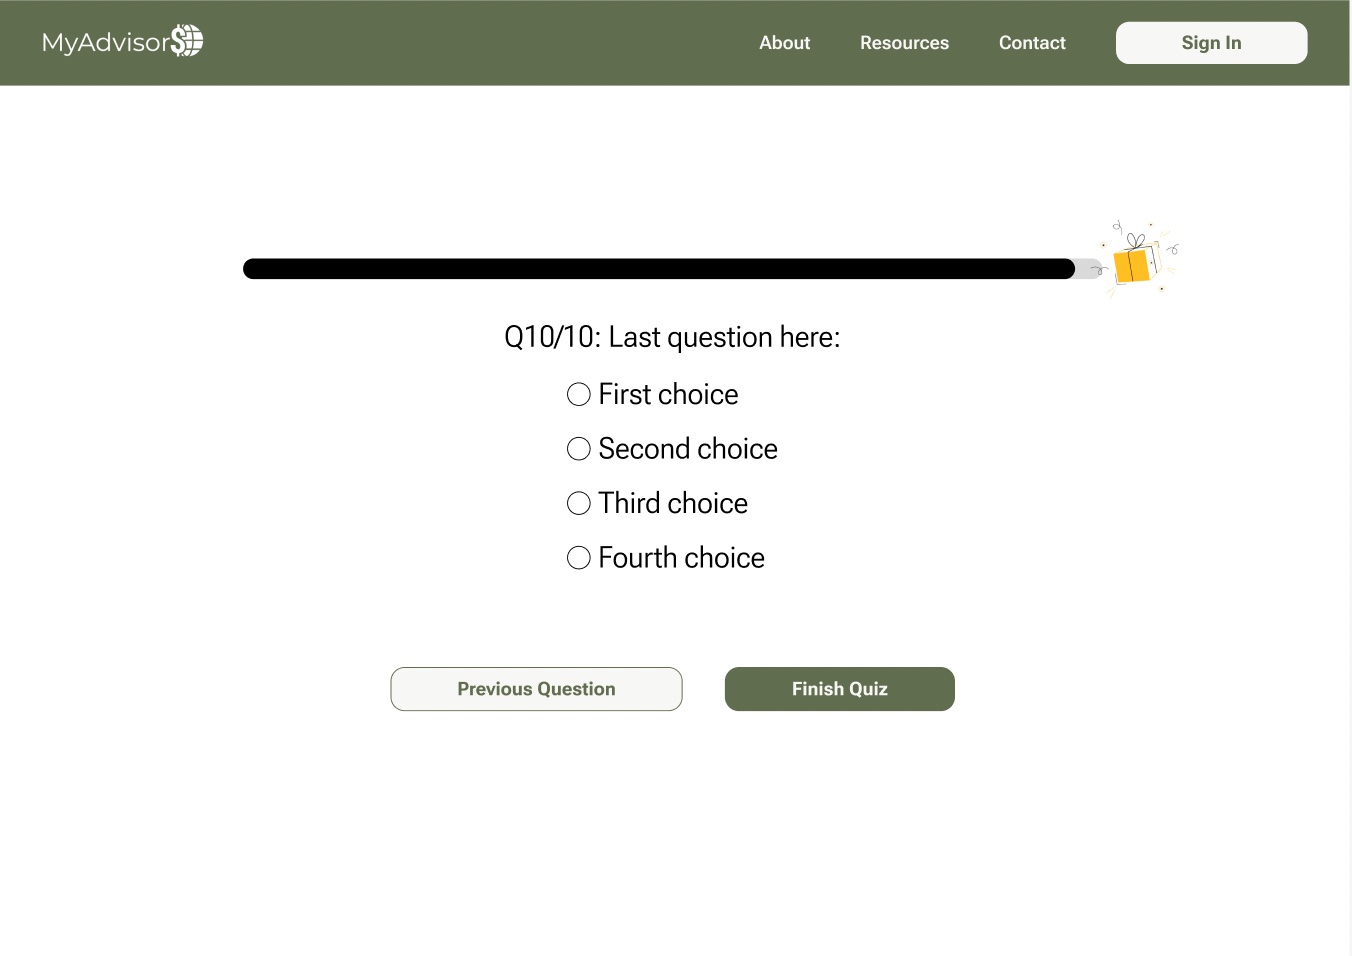 MyAdvisor$
About
Resources
Contact
Sign In
Q10/10: Last question here:
First choice
Second choice
Third choice
Fourth choice
Previous Question
Finish Quiz